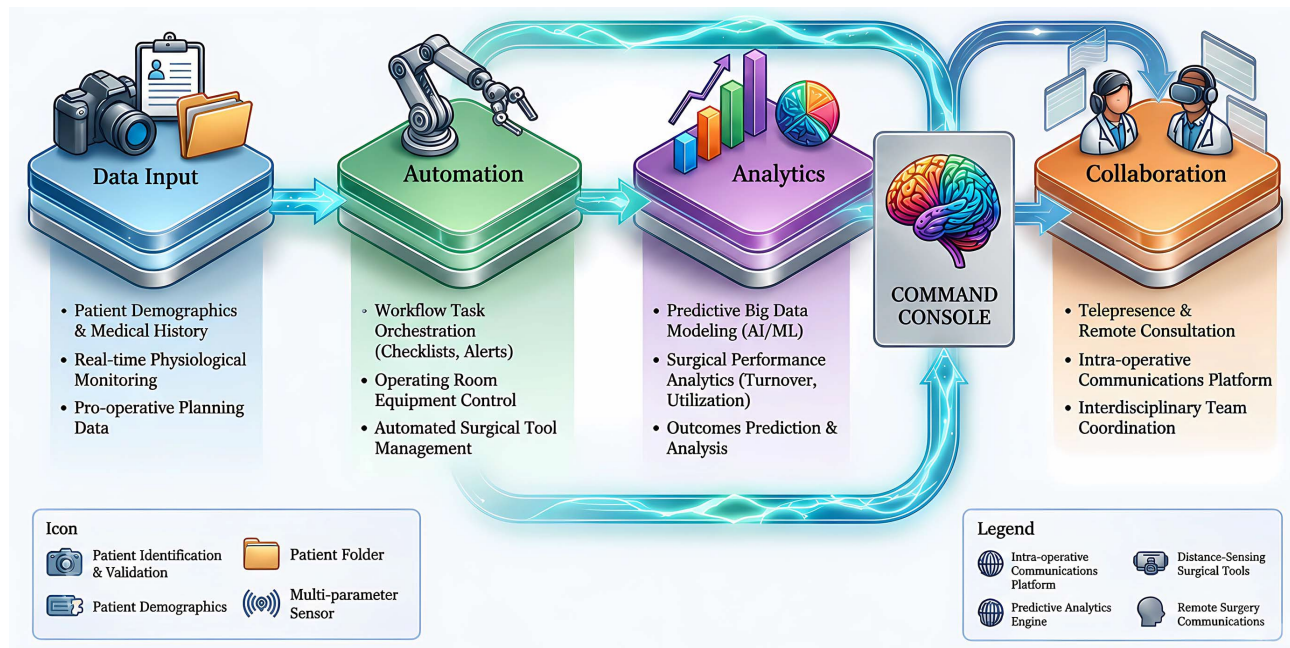 Data Input
Automation
Analytics
COMMAND
CONSOLE
Collaboration
• Patient Demographics
& Medical History
• Real-time Physiological
Monitoring
• Pro-operative Planning
Data
• Workflow Task
Orchestration
(Checklists, Alerts)
• Operating Room
Equipment Control
• Automated Surgical Tool
Management
• Predictive Big Data
Modeling (AI/ML)
• Surgical Performance
Analytics (Turnover,
Utilization)
• Outcomes Prediction &
Analysis
• Telepresence &
Remote Consultation
• Intra-operative
Communications Platform
• Interdisciplinary Team
Coordination
Icon
Patient Identification
& Validation
Patient Folder
Patient Demographics
Multi-parameter
Sensor
Legend
Intra-operative
Communications
Platform
Distance-Sensing
Surgical Tools
Predictive Analytics
Engine
Remote Surgery
Communications